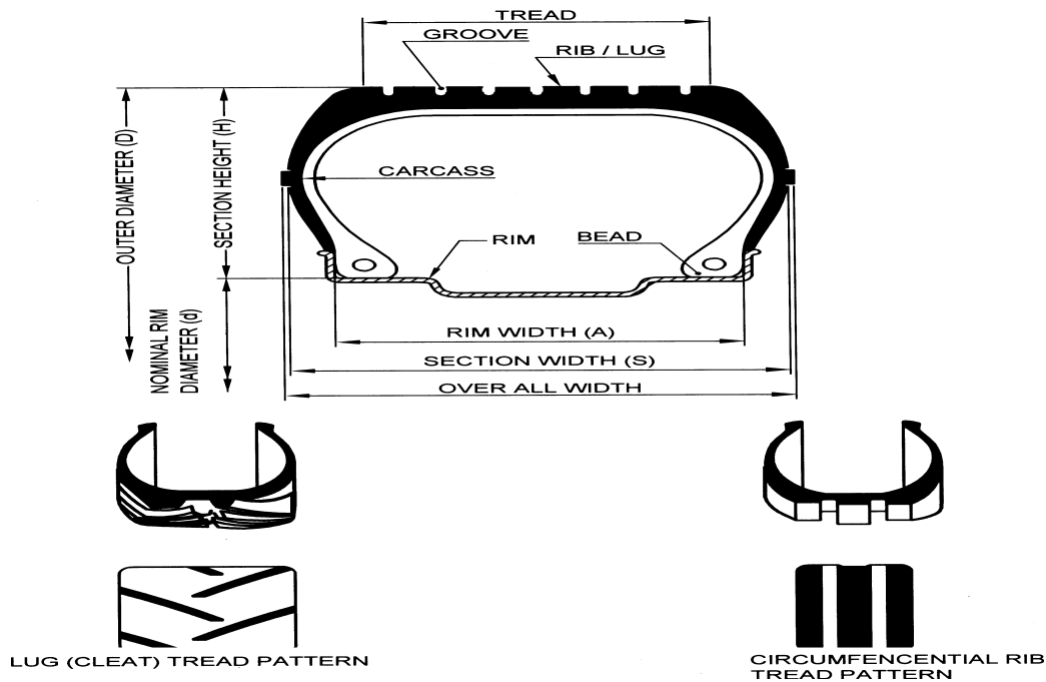 TREAD
GROOVE
RIB / LUG
OUTER DIAMETER (D)
SECTION HEIGHT (H)
CARCASS
RIM
BEAD
NOMINAL RIM
DIAMETER (d)
RIM WIDTH (A)
SECTION WIDTH (S)
OVER ALL WIDTH
LUG (CLEAT) TREAD PATTERN
CIRCUMFENCENTIAL RIB
TREAD PATTERN